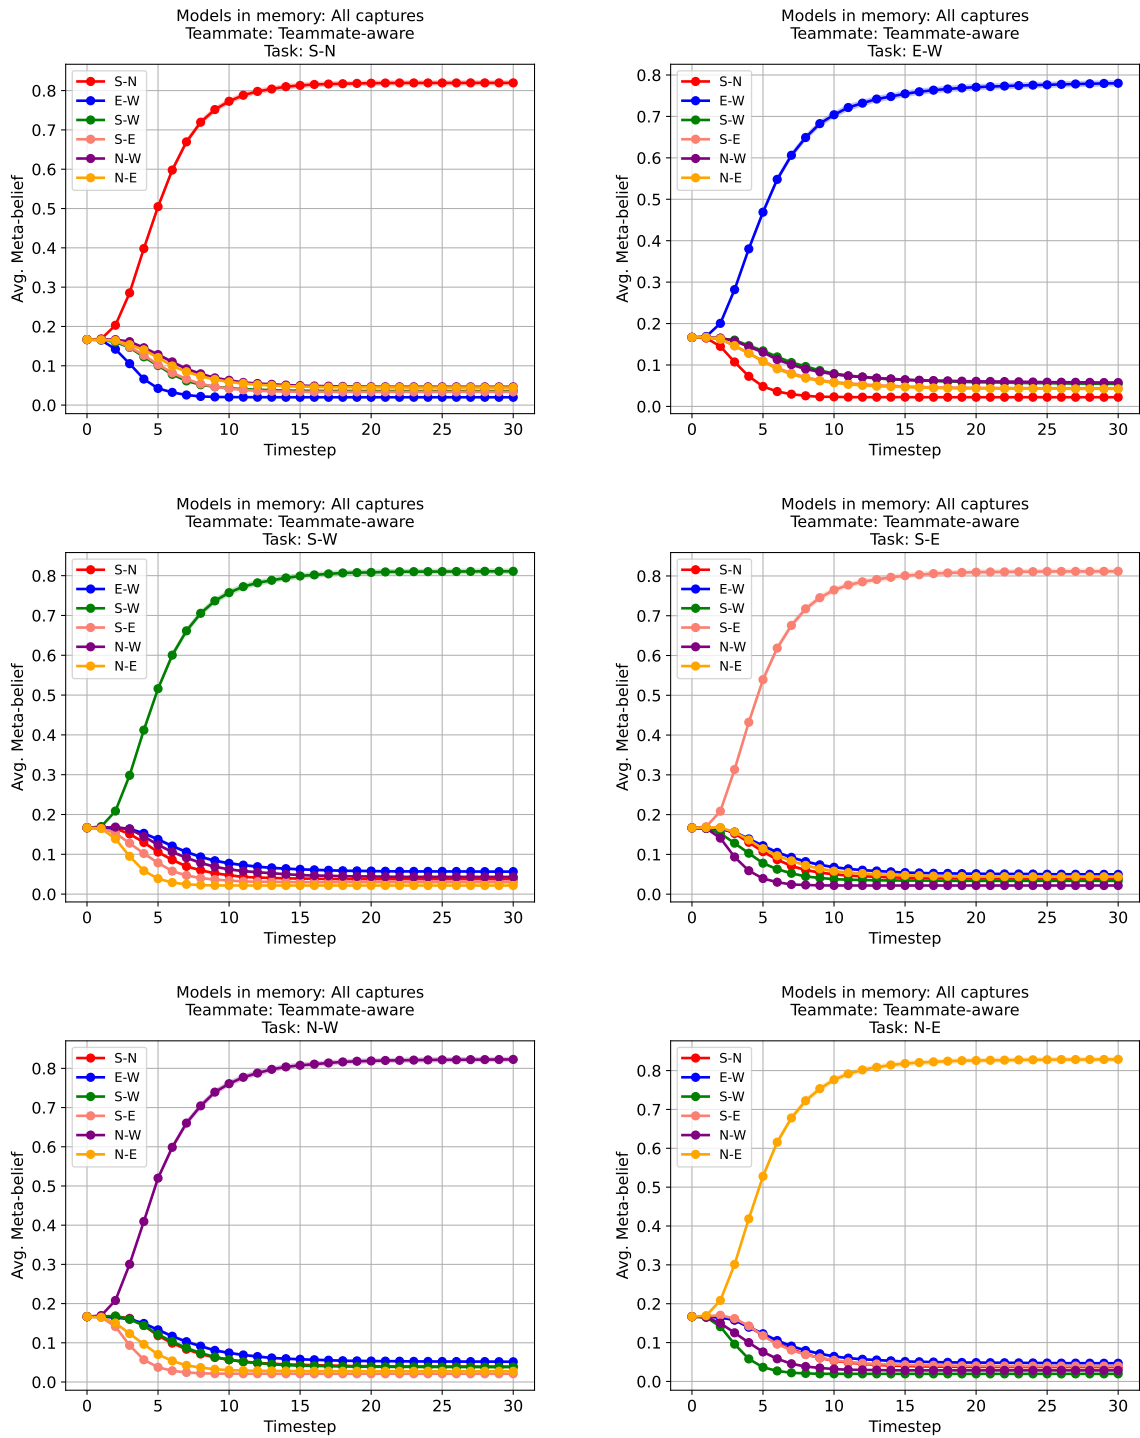 Models in memory: All captures
Teammate: Teammate-aware
Task: S-N
S-N
E-W
S-W
S-E
N-W
N-E
Avg. Meta-belief
0.8
0.7
0.6
0.5
0.4
0.3
0.2
0.1
0.0
0 5 10 15 20 25 30
Timestep
Models in memory: All captures
Teammate: Teammate-aware
Task: E-W
S-N
E-W
S-W
S-E
N-W
N-E
Avg. Meta-belief
0.8
0.7
0.6
0.5
0.4
0.3
0.2
0.1
0.0
0 5 10 15 20 25 30
Timestep
Models in memory: All captures
Teammate: Teammate-aware
Task: S-W
S-N
E-W
S-W
S-E
N-W
N-E
Avg. Meta-belief
0.8
0.7
0.6
0.5
0.4
0.3
0.2
0.1
0.0
0 5 10 15 20 25 30
Timestep
Models in memory: All captures
Teammate: Teammate-aware
Task: S-E
S-N
E-W
S-W
S-E
N-W
N-E
Avg. Meta-belief
0.8
0.7
0.6
0.5
0.4
0.3
0.2
0.1
0.0
0 5 10 15 20 25 30
Timestep
Models in memory: All captures
Teammate: Teammate-aware
Task: N-W
S-N
E-W
S-W
S-E
N-W
N-E
Avg. Meta-belief
0.8
0.7
0.6
0.5
0.4
0.3
0.2
0.1
0.0
0 5 10 15 20 25 30
Timestep
Models in memory: All captures
Teammate: Teammate-aware
Task: N-E
S-N
E-W
S-W
S-E
N-W
N-E
Avg. Meta-belief
0.8
0.7
0.6
0.5
0.4
0.3
0.2
0.1
0.0
0 5 10 15 20 25 30
Timestep